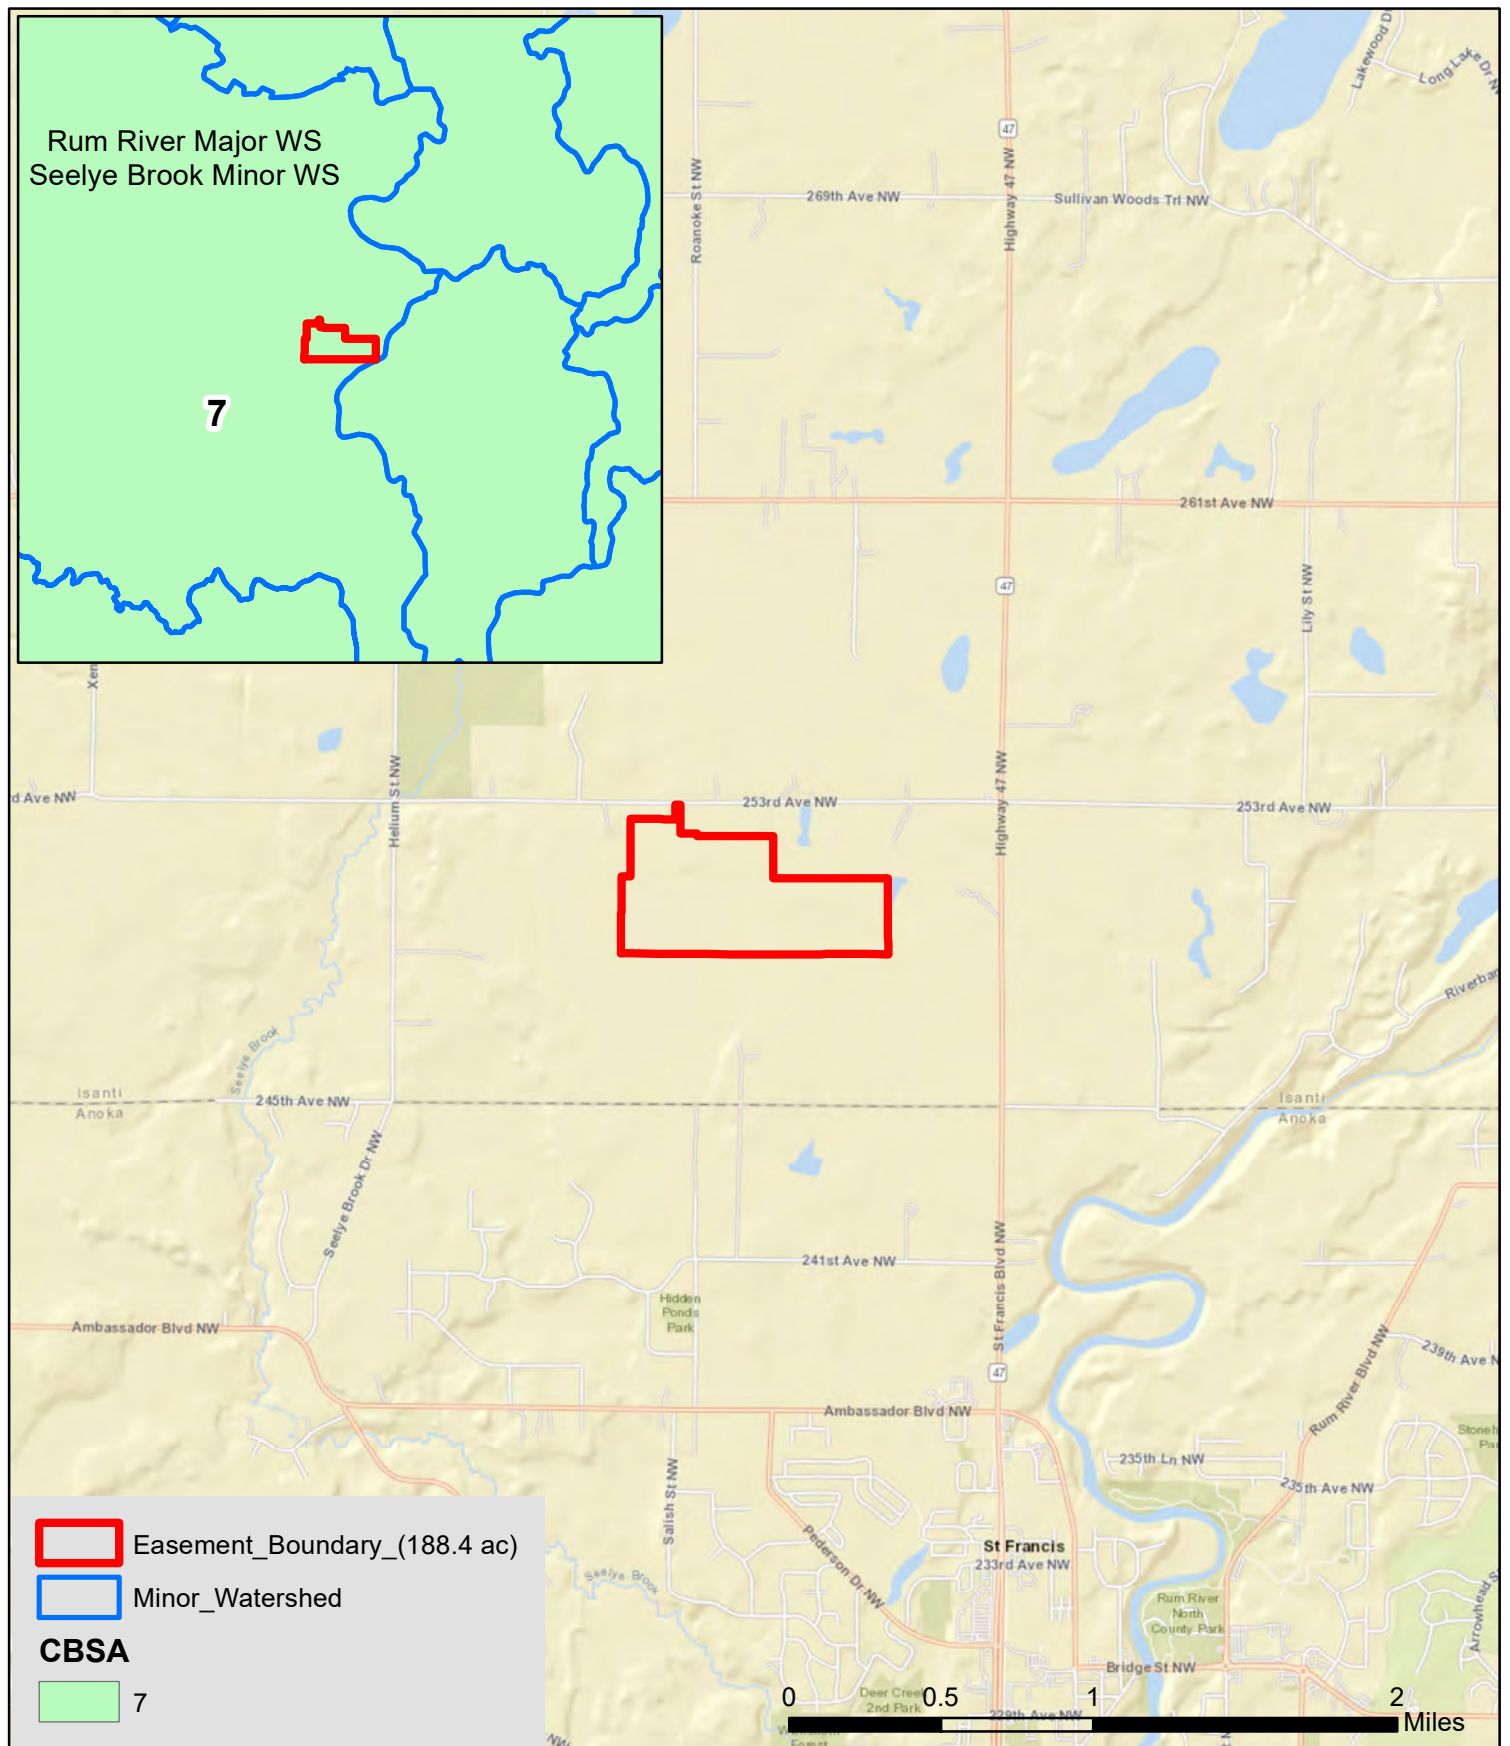 Rum River Major WS
Seelye Brook Minor WS
7
Lakewood Dr
Long Lake Dr N
47
Highway 47 NW
Roanoke St NW
269th Ave NW
Sullivan Woods Trl NW
261st Ave NW
47
Lily St NW
Xen
Helium St NW
Highway 47 NW
d Ave NW
253rd Ave NW
253rd Ave NW
Riverban
Seelye Brook
Isanti
Anoka
245th Ave NW
Isanti
Anoka
Seelye Brook Dr NW
241st Ave NW
St Francis Blvd NW
Hidden
Ponds
Park
Ambassador Blvd NW
47
239th Ave N
Rum River Blvd NW
Ambassador Blvd NW
Stoneh
Pa
235th Ln NW
235th Ave NW
Salish St NW
Pederson Dr NW
St Francis
233rd Ave NW
Seelye Brook
Rum River
North
County Park
Arrowhead S
Bridge St NW
Deer Creek
2nd Park
229th Ave NW
Forest
NW
Easement_Boundary_(188.4 ac)
Minor_Watershed
CBSA
7
0 0.5 1 2
Miles